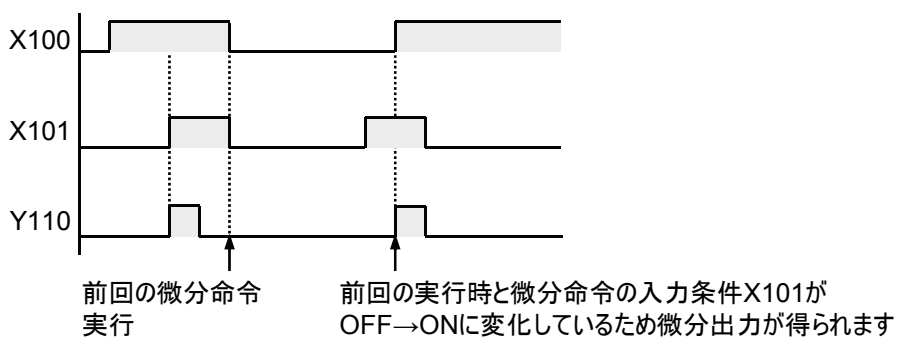 X100
X101
Y110
前回の微分命令
実行
前回の実行時と微分命令の入力条件X101が
OFF→ONに変化しているため微分出力が得られます